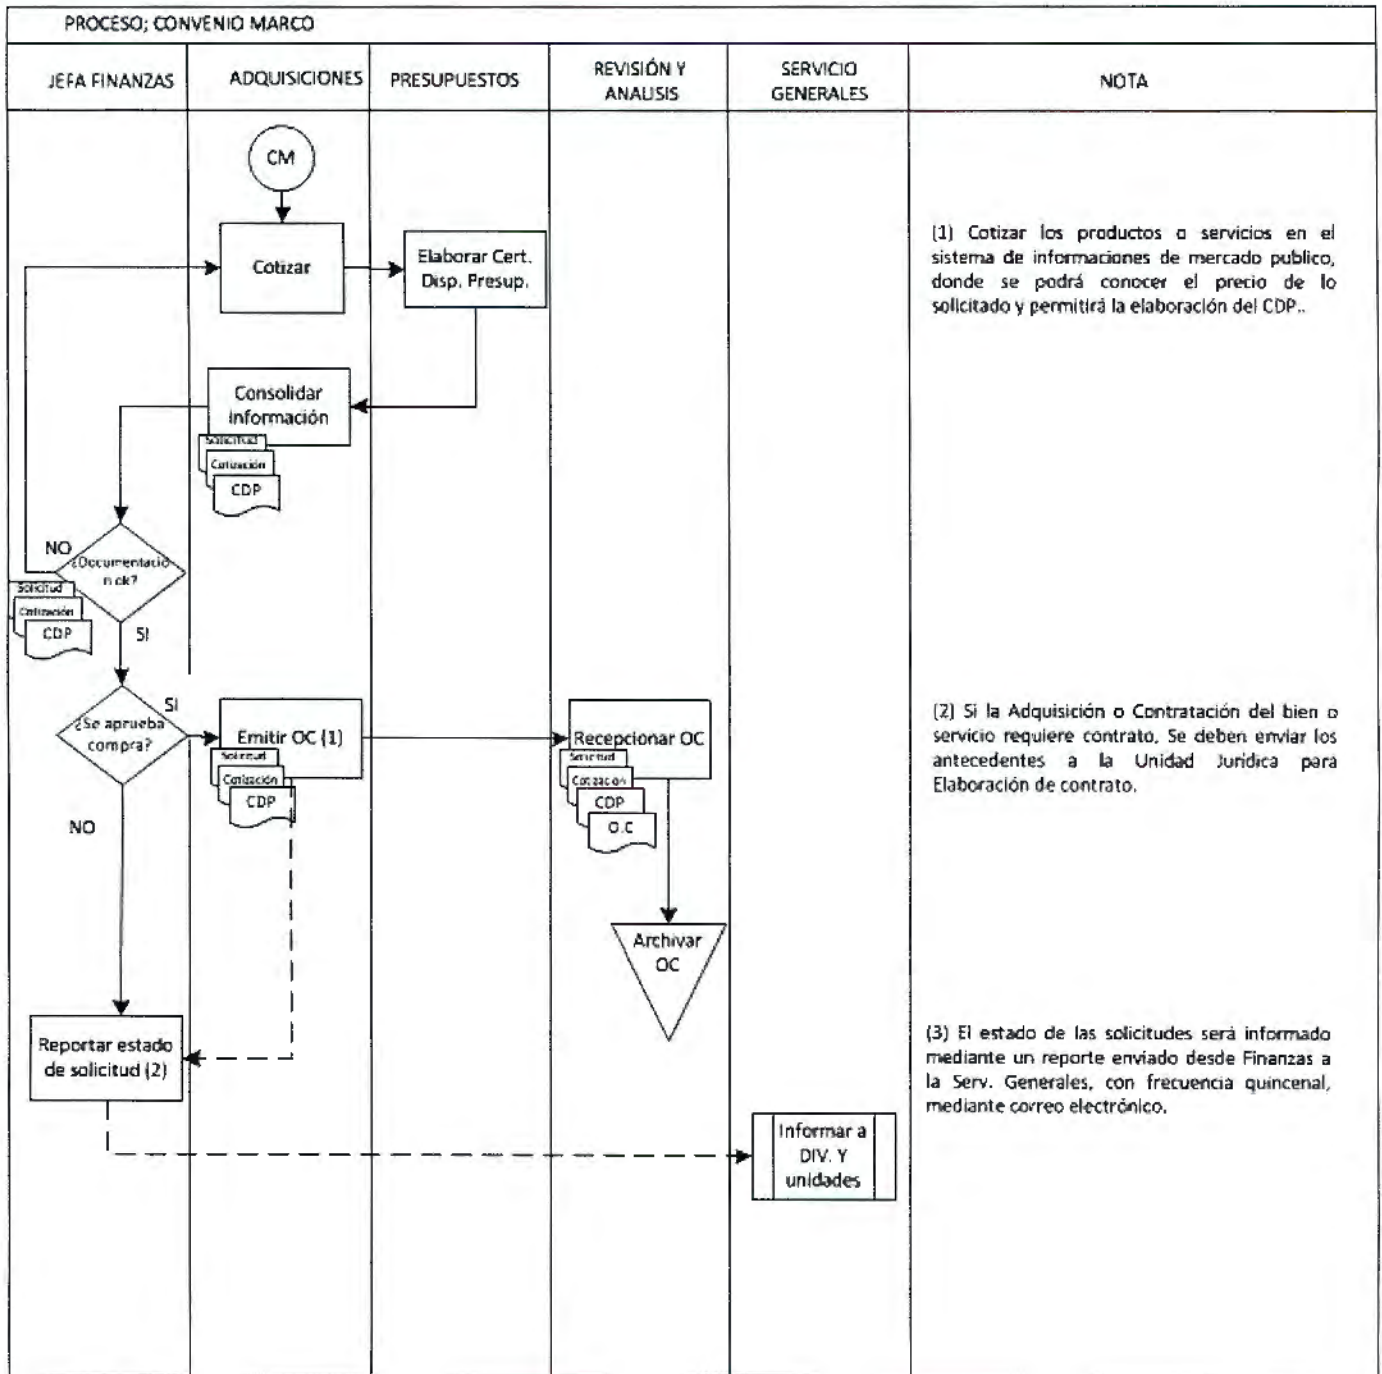 PROCESO; CONVENIO MARCO
JEFA FINANZAS
ADQUISICIONES
PRESUPUESTOS
REVISIÓN Y
ANALISIS
SERVICIO
GENERALES
NOTA
CM
Cotizar
Elaborar Cert.
Disp. Presup.
(1) Cotizar los productos o servicios en el
sistema de informaciones de mercado publico,
donde se podrá conocer el precio de lo
solicitado y permitirá la elaboración del CDP..
Consolidar
información
Solicitud
Cotización
CDP
NO
¿Documentació
n ok?
Solicitud
Cotización
CDP
SI
¿Se aprueba
compra?
SI
Emitir OC (1)
Solicitud
Cotización
CDP
Recepcionar OC
Solicitud
Cotización
CDP
O.C
(2) Si la Adquisición o Contratación del bien o
servicio requiere contrato, Se deben enviar los
antecedentes a la Unidad Jurídica para
Elaboración de contrato.
NO
Archivar
OC
Reportar estado
de solicitud (2)
(3) El estado de las solicitudes será informado
mediante un reporte enviado desde Finanzas a
la Serv. Generales, con frecuencia quincenal,
mediante correo electrónico.
Informar a
DIV. Y
unidades